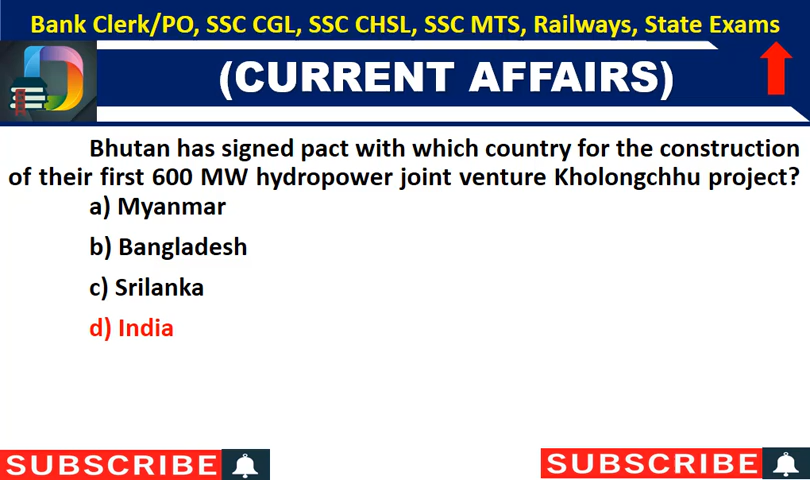 Bank Clerk/PO, SSC CGL, SSC CHSL, SSC MTS, Railways, State Exams
(CURRENT AFFAIRS)
Bhutan has signed pact with which country for the construction
of their first 600 MW hydropower joint venture Kholongchhu project?
a) Myanmar
b) Bangladesh
c) Srilanka
d) India
SUBSCRIBE
SUBSCRIBE